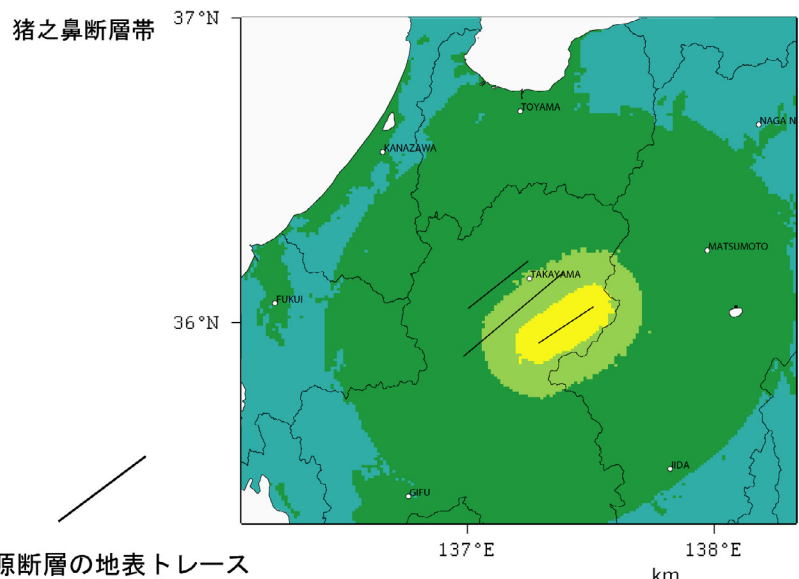 猪之鼻断層帯
37°N
TOYAMA
NAGA N
KANAZAWA
MATSUMOTO
TAKAYAMA
FUKUI
36°N
IIDA
GIFU
137°E
138°E
源断層の地表トレース
km